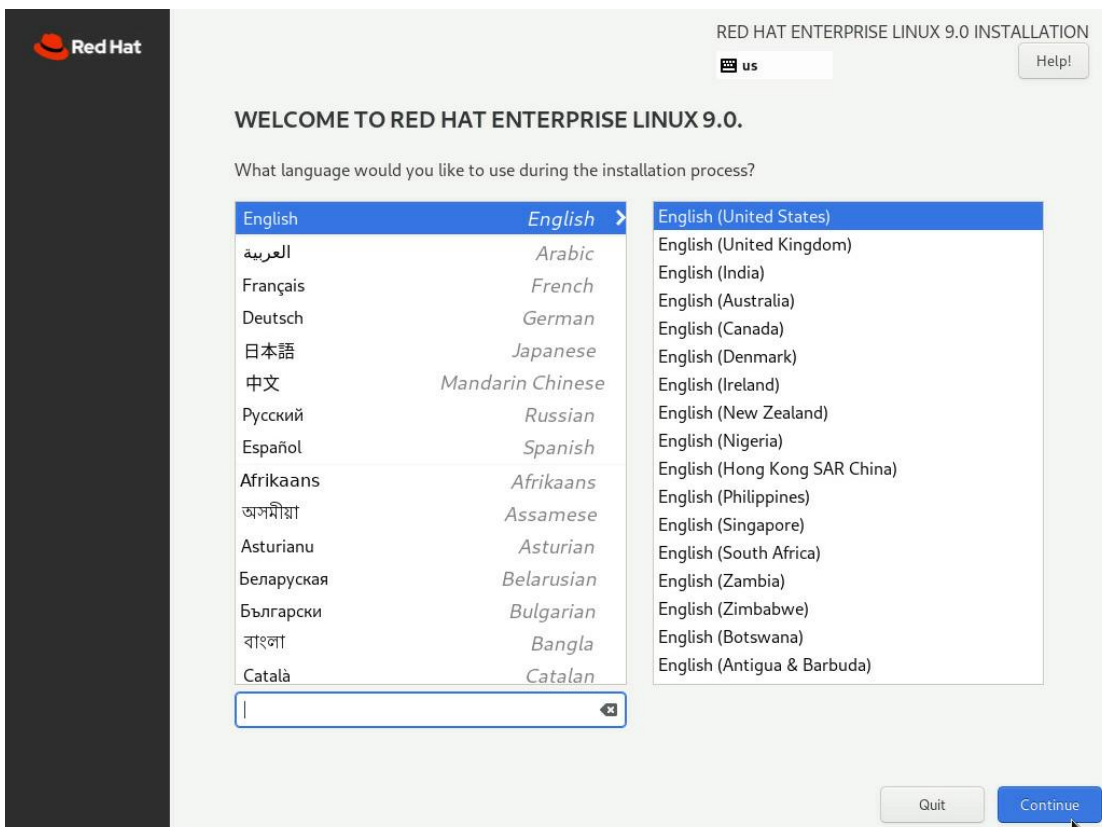 Red Hat
RED HAT ENTERPRISE LINUX 9.0 INSTALLATION
us
Help!
WELCOME TO RED HAT ENTERPRISE LINUX 9.0.
What language would you like to use during the installation process?
English English
العربية Arabic
Français French
Deutsch German
日本語 Japanese
中文 Mandarin Chinese
Русский Russian
Español Spanish
Afrikaans Afrikaans
অসমীয়া Assamese
Asturianu Asturian
Беларуская Belarusian
Български Bulgarian
বাংলা Bangla
Català Catalan
English (United States)
English (United Kingdom)
English (India)
English (Australia)
English (Canada)
English (Denmark)
English (Ireland)
English (New Zealand)
English (Nigeria)
English (Hong Kong SAR China)
English (Philippines)
English (Singapore)
English (South Africa)
English (Zambia)
English (Zimbabwe)
English (Botswana)
English (Antigua & Barbuda)
Quit
Continue